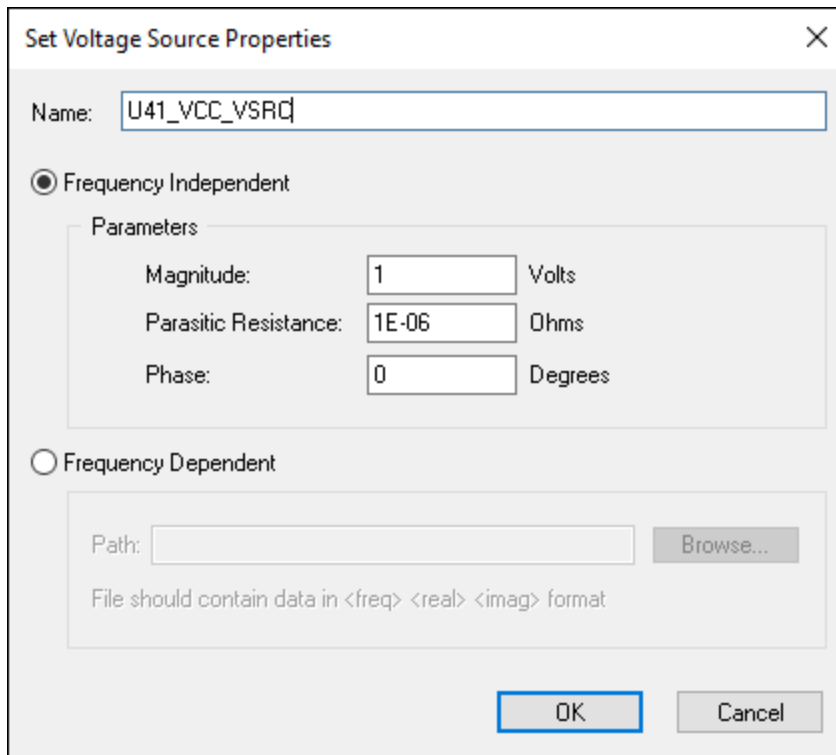 Set Voltage Source Properties
Name: U41_VCC_VSRC
Frequency Independent
Parameters
Magnitude: 1 Volts
Parasitic Resistance: 1E-06 Ohms
Phase: 0 Degrees
Frequency Dependent
Path: Browse...
File should contain data in <freq> <real> <imag> format
OK Cancel